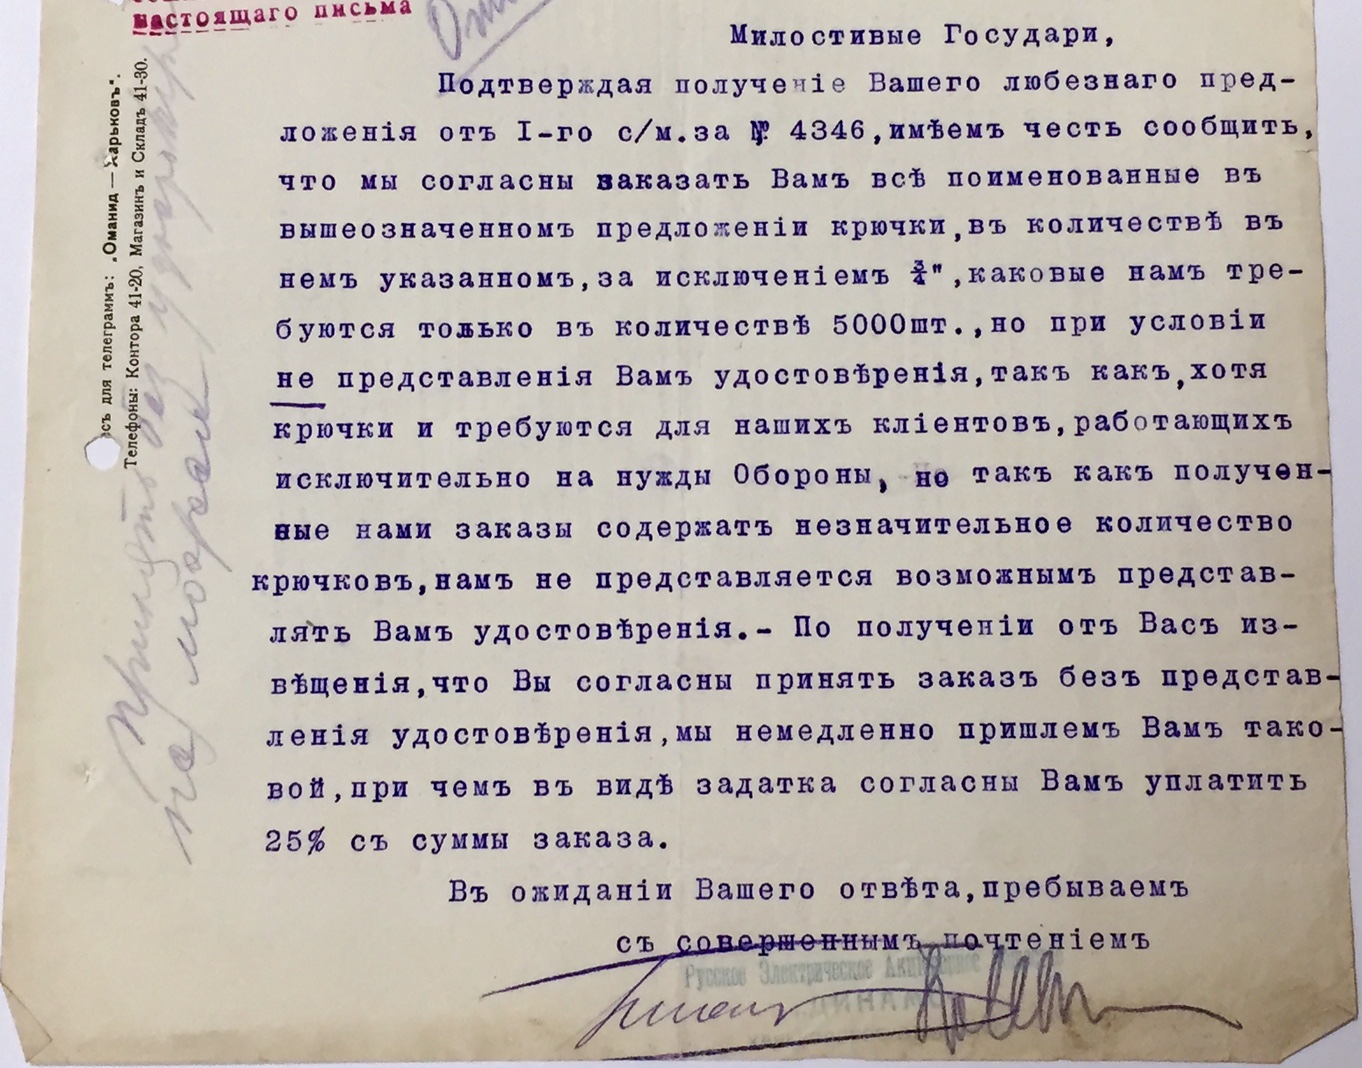 настоящаго письма
Милостивые Государи,
Подтверждая полученіе Вашего любезнаго пред-
ложенія отъ I-го с/м.за № 4346,имѣемъ честь сообщить,
что мы согласны заказать Вамъ всѣ поименованные въ
вышеозначенномъ предложеніи крючки,въ количествѣ въ
немъ указанномъ,за исключеніемъ ¾",каковые намъ тре-
буются только въ количествѣ 5000шт.,но при условіи
не представленія Вамъ удостовѣренія,такъ какъ,хотя
крючки и требуются для нашихъ кліентовъ,работающихъ
исключительно на нужды Обороны, но такъ какъ получен-
ные нами заказы содержатъ незначительное количество
крючковъ,намъ не представляется возможнымъ представ-
лять Вамъ удостовѣренія.- По полученіи отъ Васъ из-
вѣщенія,что Вы согласны принять заказъ безъ представ-
ленія удостовѣренія,мы немедленно пришлемъ Вамъ тако-
вой,при чемъ въ видѣ задатка согласны Вамъ уплатить
25% съ суммы заказа.
Въ ожиданіи Вашего отвѣта,пребываемъ
съ совершеннымъ почтеніемъ
Русское Электрическое
ДИНАМО
для телеграммъ: „Оманид — Харьковъ".
Телефоны: Контора 41-20, Магазинъ и Складъ 41-30.